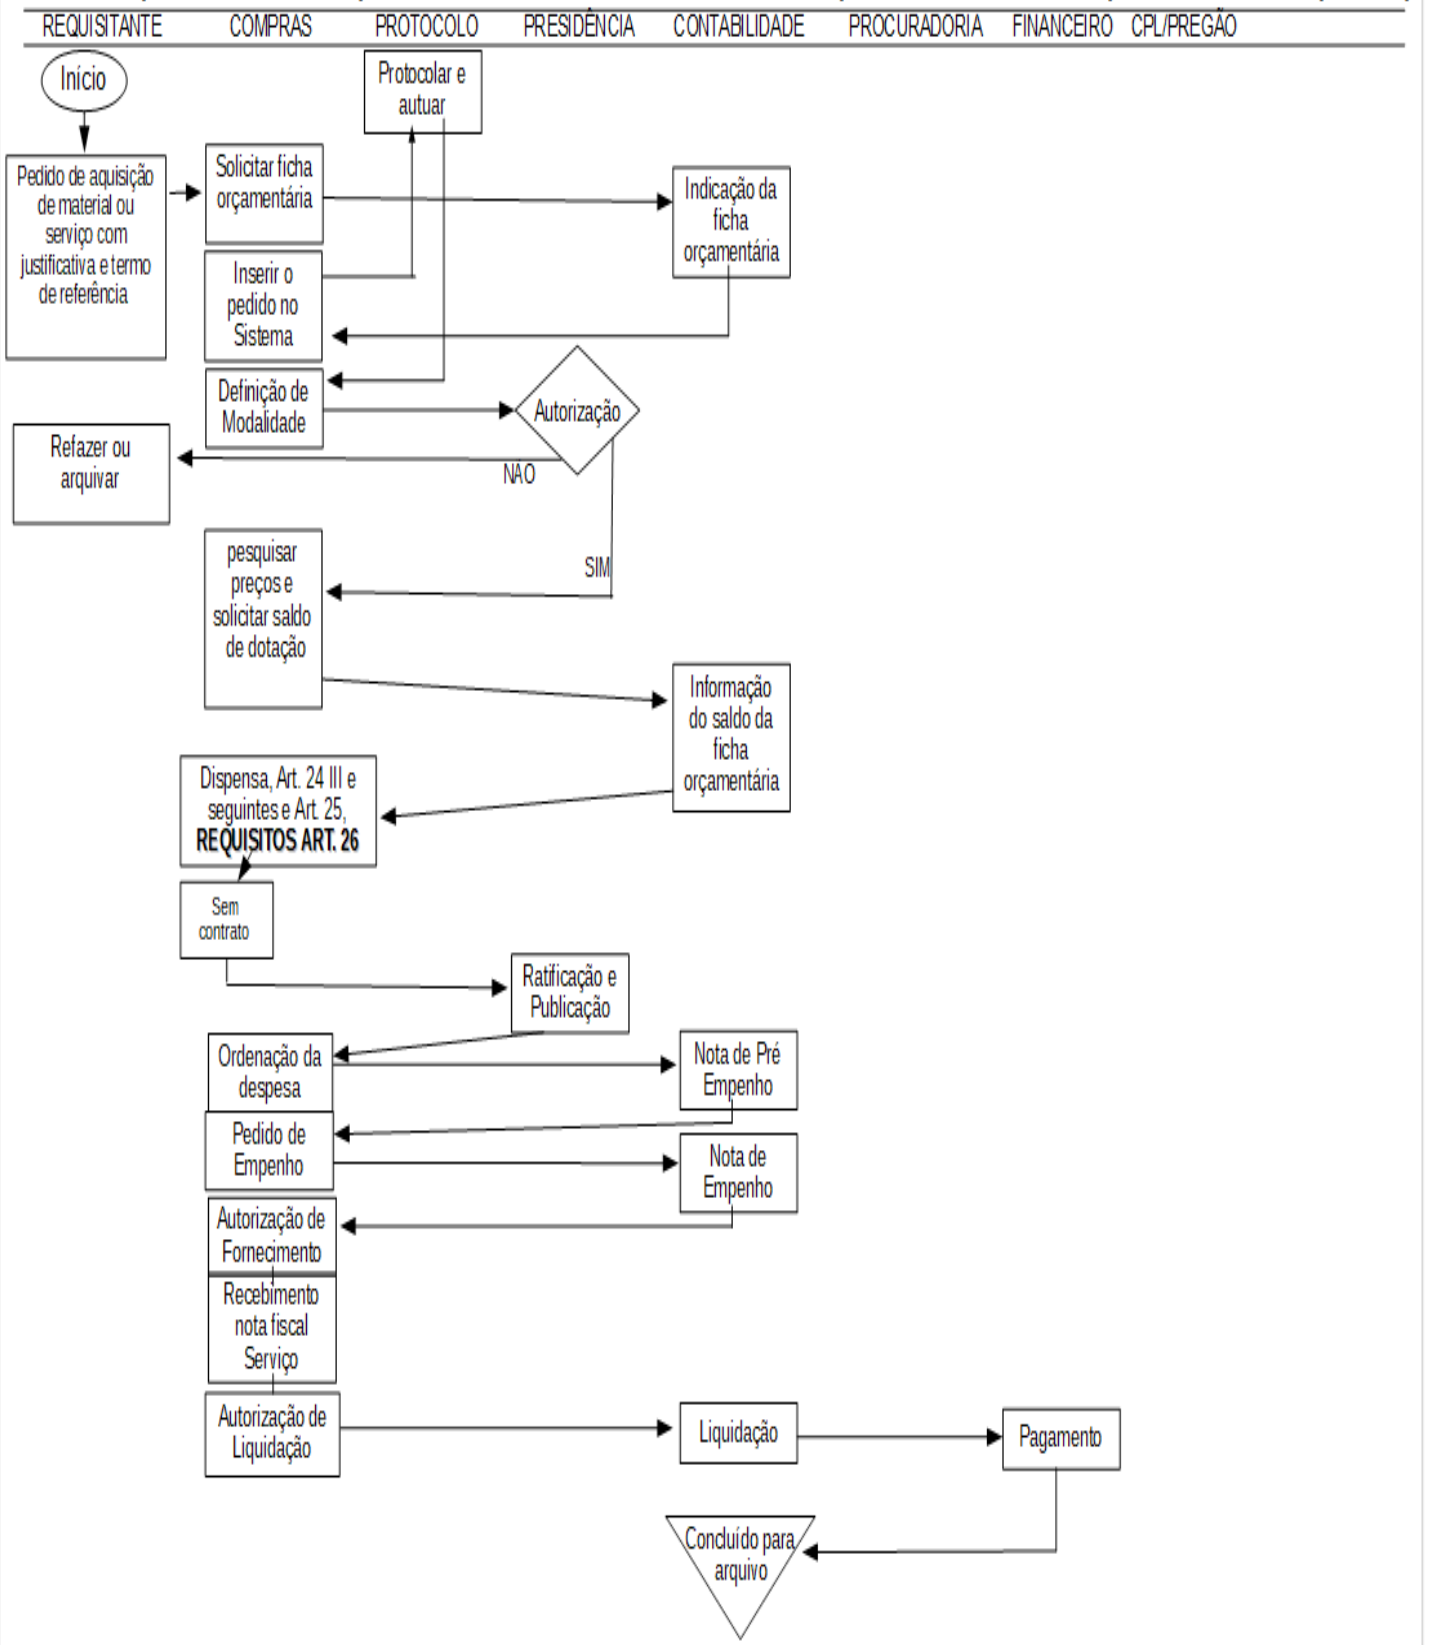 REQUISITANTE COMPRAS PROTOCOLO PRESIDÊNCIA CONTABILIDADE PROCURADORIA FINANCEIRO CPL/PREGÃO
Início
Protocolar e
autuar
Pedido de aquisição
de material ou
serviço com
justificativa e termo
de referência
Solicitar ficha
orçamentária
Indicação da
ficha
orçamentária
Inserir o
pedido no
Sistema
Definição de
Modalidade
Autorização
NÃO
Refazer ou
arquivar
SIM
pesquisar
preços e
solicitar saldo
de dotação
Informação
do saldo da
ficha
orçamentária
Dispensa, Art. 24 III e
seguintes e Art. 25,
REQUISITOS ART. 26
Sem
contrato
Ratificação e
Publicação
Ordenação da
despesa
Nota de Pré
Empenho
Pedido de
Empenho
Nota de
Empenho
Autorização de
Fornecimento
Recebimento
nota fiscal
Serviço
Autorização de
Liquidação
Liquidação
Pagamento
Concluído para
arquivo